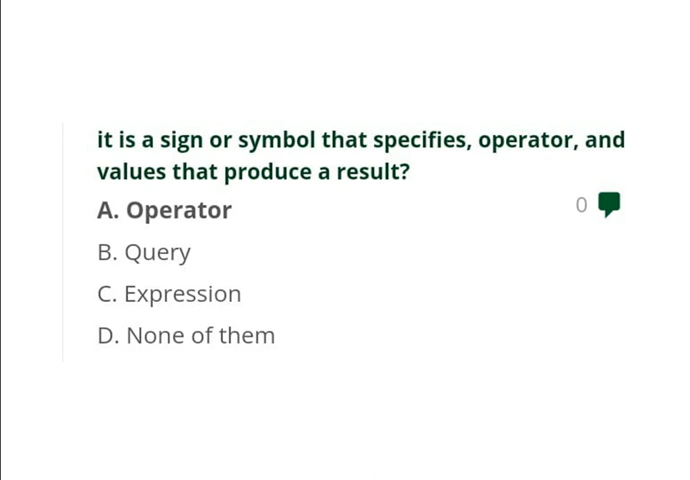 it is a sign or symbol that specifies, operator, and
values that produce a result?
A. Operator
0
B. Query
C. Expression
D. None of them